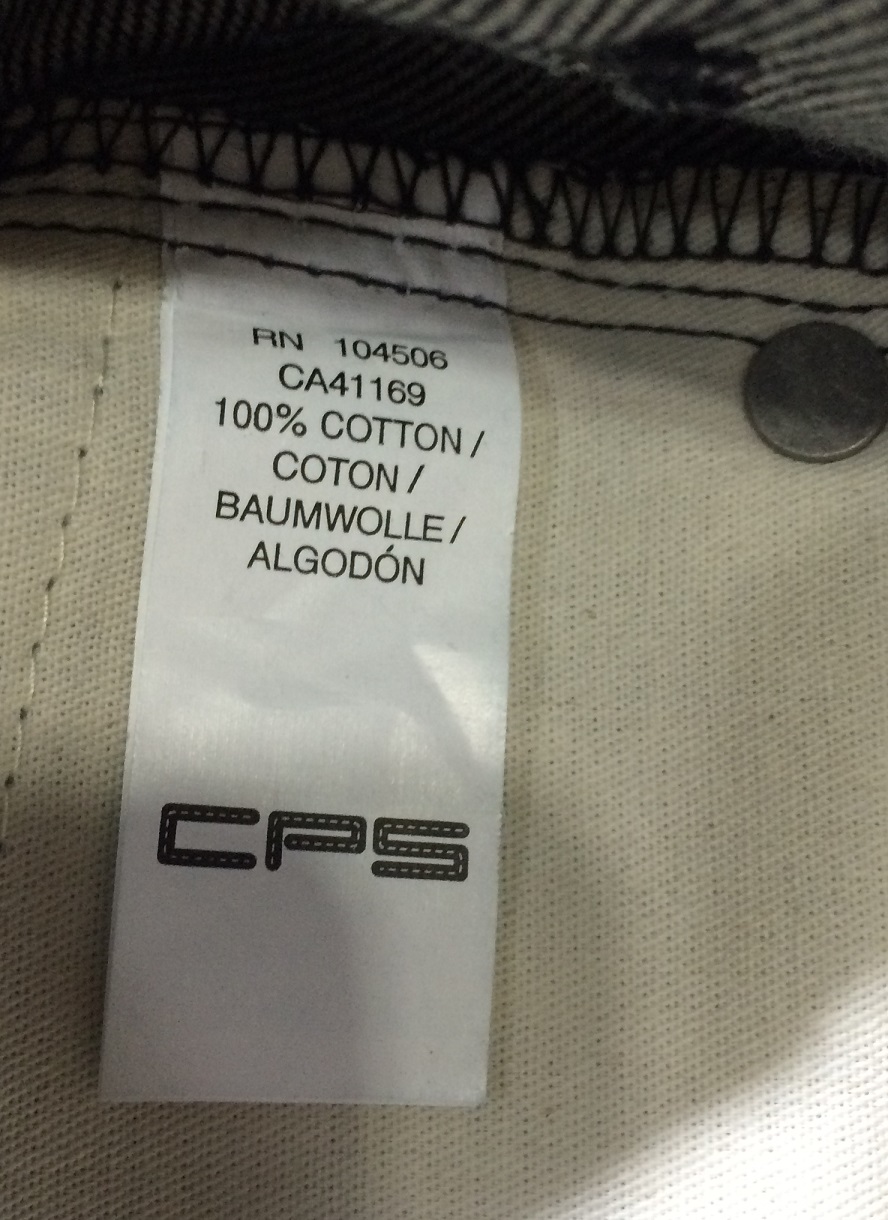 RN 104506
CA41169
100% COTTON /
COTON /
BAUMWOLLE /
ALGODÓN
CPS